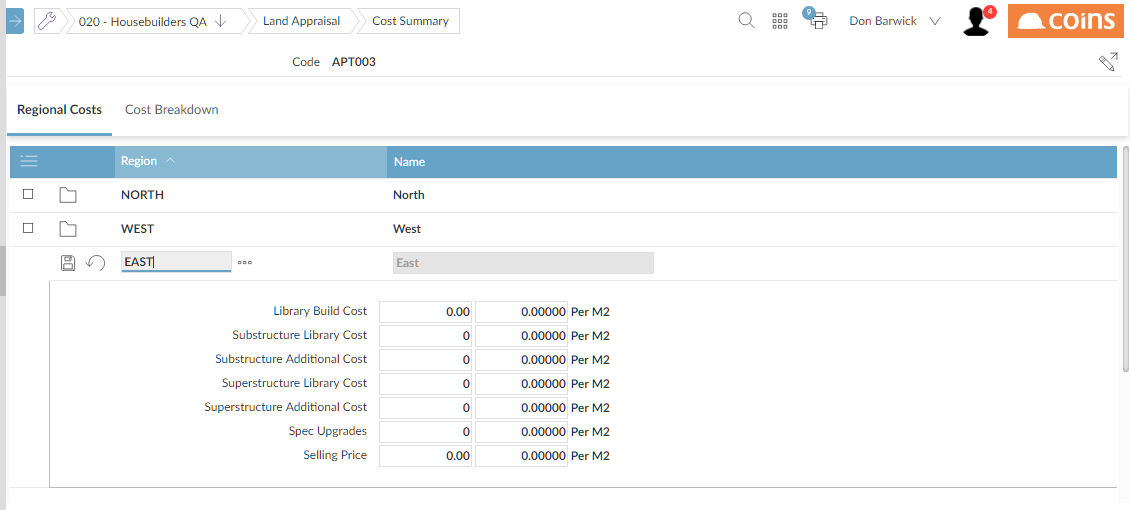 020 - Housebuilders QA Land Appraisal Cost Summary 9 Don Barwick 4 coins
Code APT003
Regional Costs Cost Breakdown
Region Name
NORTH North
WEST West
EAST East
Library Build Cost 0.00 0.00000 Per M2
Substructure Library Cost 0 0.00000 Per M2
Substructure Additional Cost 0 0.00000 Per M2
Superstructure Library Cost 0 0.00000 Per M2
Superstructure Additional Cost 0 0.00000 Per M2
Spec Upgrades 0 0.00000 Per M2
Selling Price 0.00 0.00000 Per M2